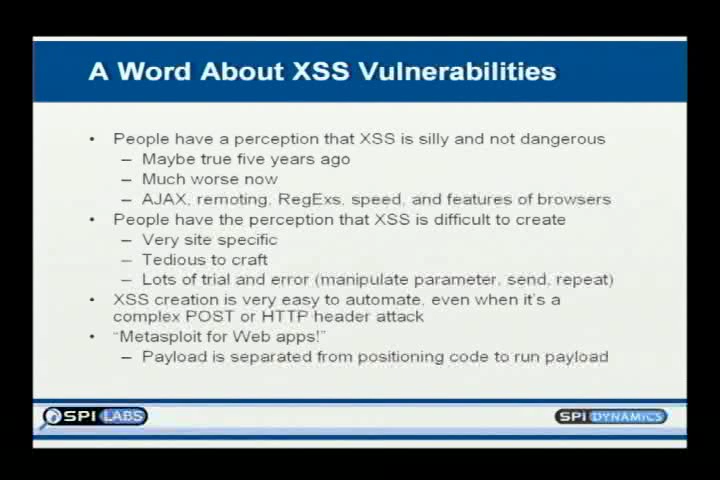 A Word About XSS Vulnerabilities
• People have a perception that XSS is silly and not dangerous
– Maybe true five years ago
– Much worse now
– AJAX, remoting, RegExs, speed, and features of browsers
• People have the perception that XSS is difficult to create
– Very site specific
– Tedious to craft
– Lots of trial and error (manipulate parameter, send, repeat)
• XSS creation is very easy to automate, even when it's a
complex POST or HTTP header attack
• "Metasploit for Web apps!"
– Payload is separated from positioning code to run payload
SPI LABS
SPI DYNAMICS